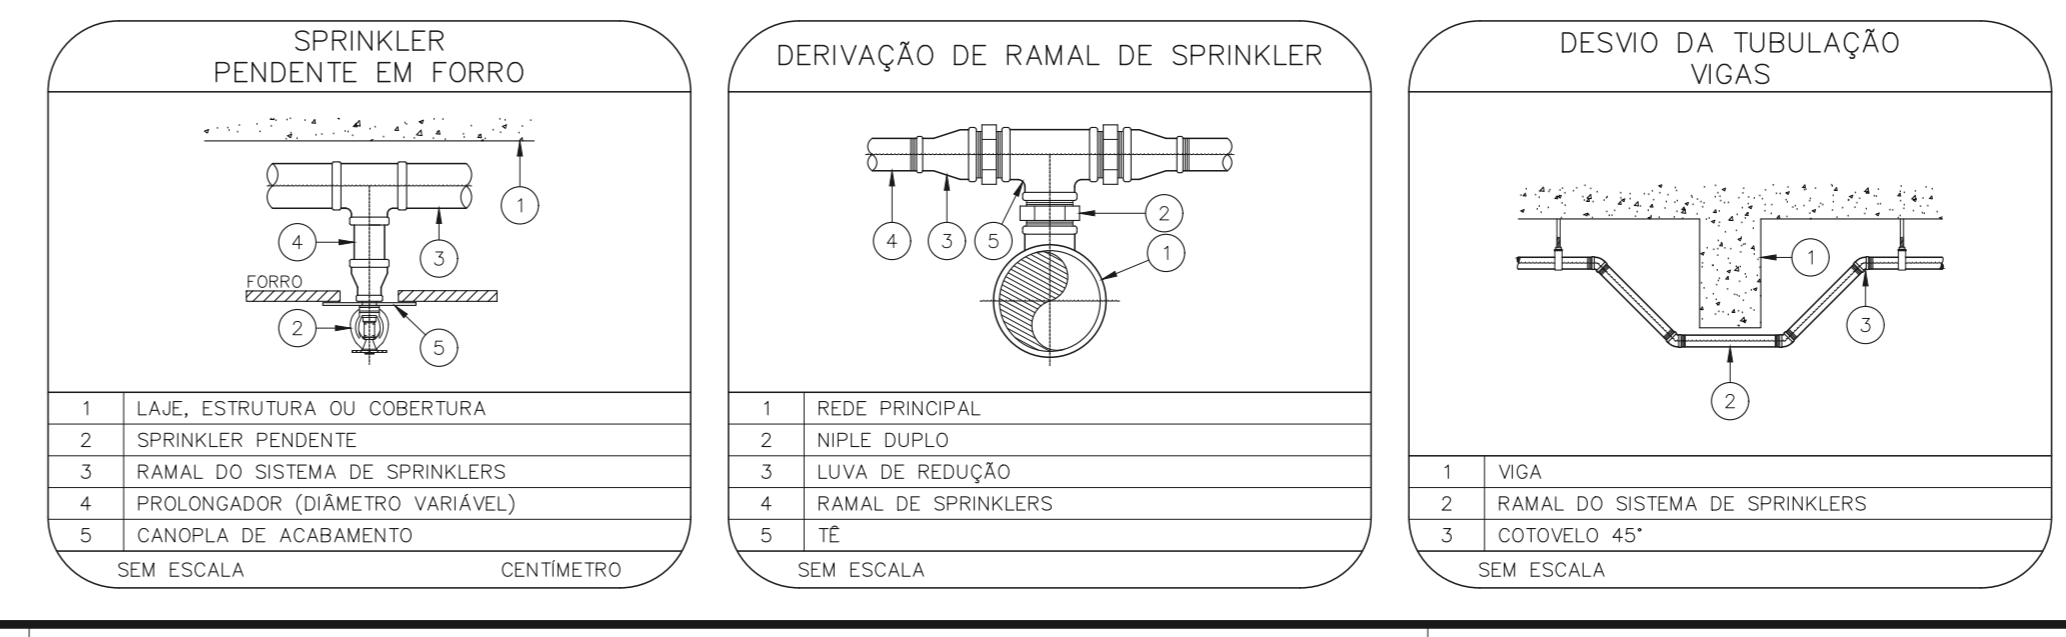 SPRINKLER
PENDENTE EM FORRO
1
4
3
FORRO
2
5
1 LAJE, ESTRUTURA OU COBERTURA
2 SPRINKLER PENDENTE
3 RAMAL DO SISTEMA DE SPRINKLERS
4 PROLONGADOR (DIÂMETRO VARIÁVEL)
5 CANOPLA DE ACABAMENTO
SEM ESCALA CENTÍMETRO
DERIVAÇÃO DE RAMAL DE SPRINKLER
2
4 3 5
1
1 REDE PRINCIPAL
2 NIPLE DUPLO
3 LUVA DE REDUÇÃO
4 RAMAL DE SPRINKLERS
5 TÊ
SEM ESCALA
DESVIO DA TUBULAÇÃO
VIGAS
1
3
2
1 VIGA
2 RAMAL DO SISTEMA DE SPRINKLERS
3 COTOVELO 45°
SEM ESCALA